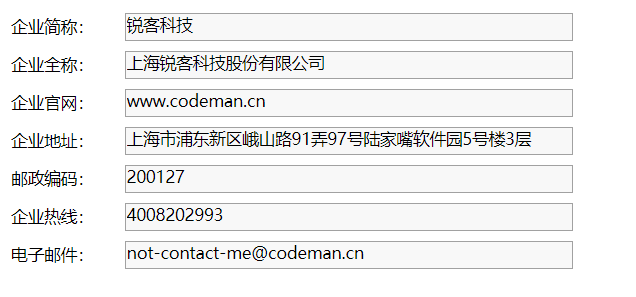 企业简称： 锐客科技
企业全称： 上海锐客科技股份有限公司
企业官网： www.codeman.cn
企业地址： 上海市浦东新区峨山路91弄97号陆家嘴软件园5号楼3层
邮政编码： 200127
企业热线： 4008202993
电子邮件： not-contact-me@codeman.cn